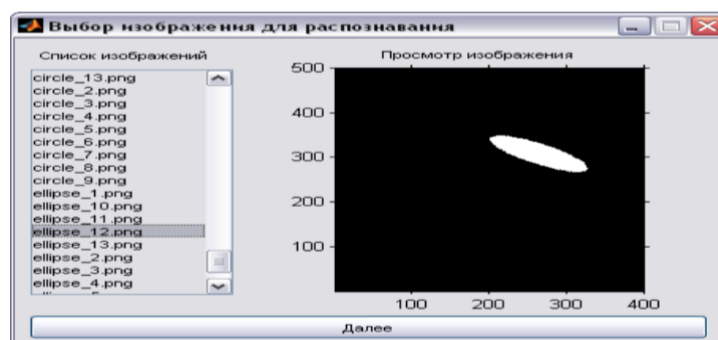 Выбор изображения для распознавания
Список изображений
circle_13.png
circle_2.png
circle_3.png
circle_4.png
circle_5.png
circle_6.png
circle_7.png
circle_8.png
circle_9.png
ellipse_1.png
ellipse_10.png
ellipse_11.png
ellipse_12.png
ellipse_13.png
ellipse_2.png
ellipse_3.png
ellipse_4.png
Просмотр изображения
500
400
300
200
100
100 200 300 400
Далее